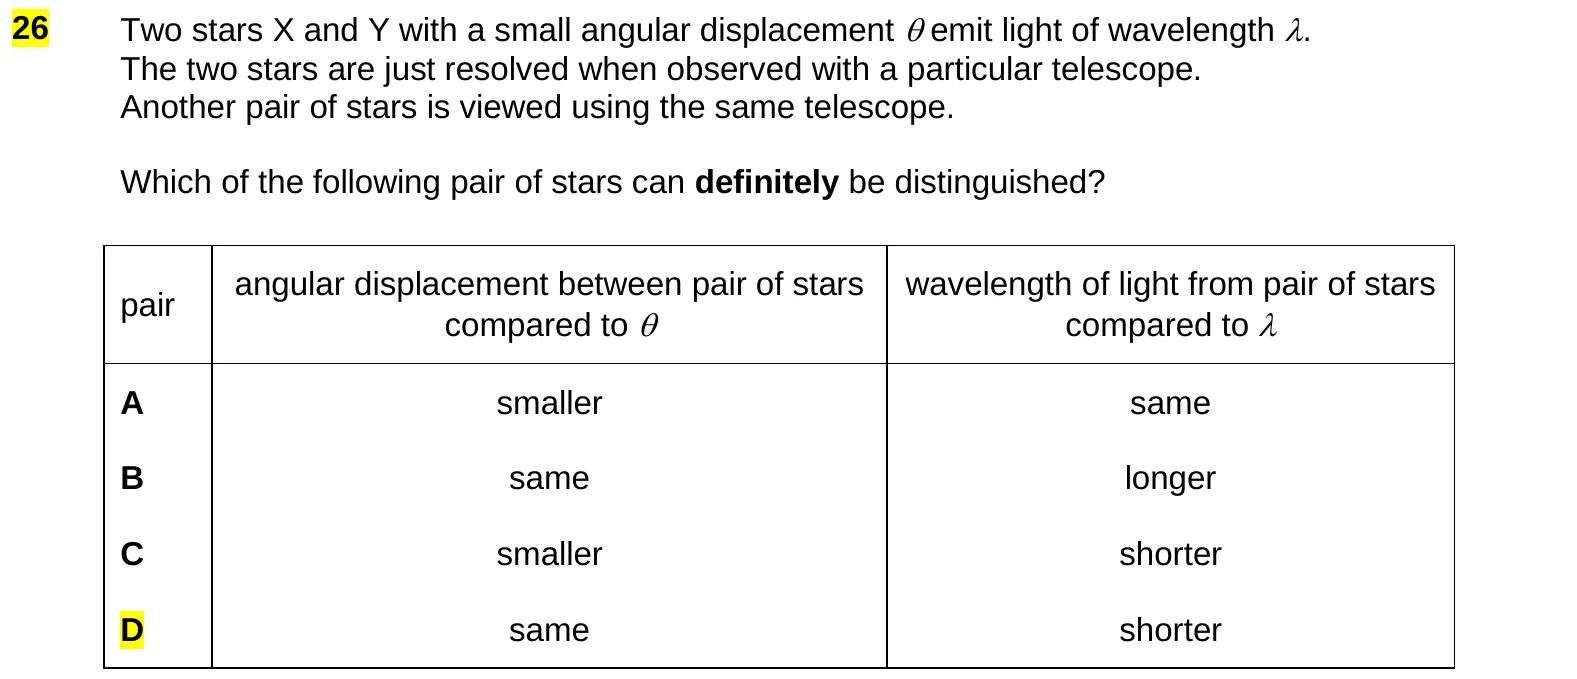 26 Two stars X and Y with a small angular displacement θ emit light of wavelength λ.
The two stars are just resolved when observed with a particular telescope.
Another pair of stars is viewed using the same telescope.
Which of the following pair of stars can definitely be distinguished?
pair angular displacement between pair of stars compared to θ wavelength of light from pair of stars compared to λ
A smaller same
B same longer
C smaller shorter
D same shorter